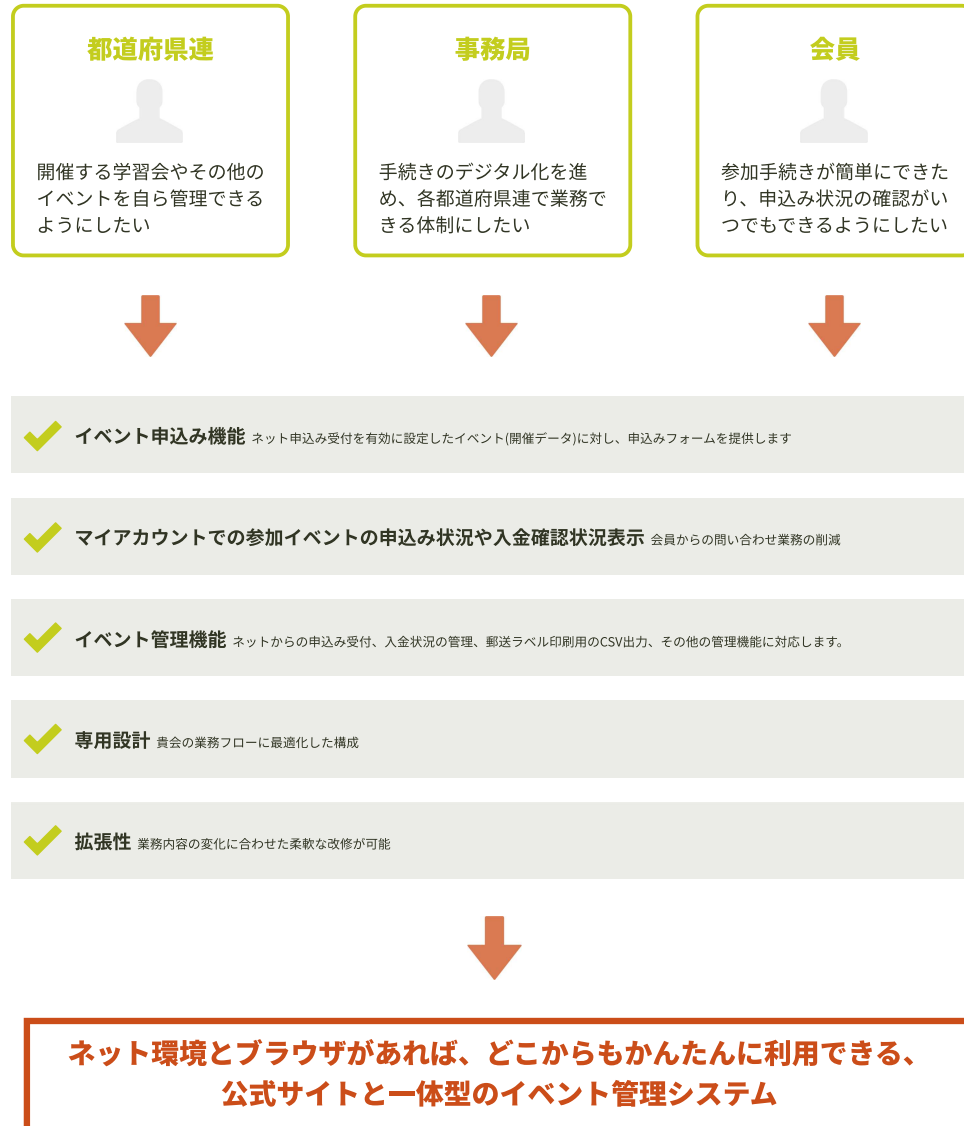 都道府県連
開催する学習会やその他の
イベントを自ら管理できる
ようにしたい
事務局
手続きのデジタル化を進
め、各都道府県連で業務で
きる体制にしたい
会員
参加手続きが簡単にできた
り、申込み状況の確認がい
つでもできるようにしたい
イベント申込み機能 ネット申込み受付を有効に設定したイベント(開催データ)に対し、申込みフォームを提供します
マイアカウントでの参加イベントの申込み状況や入金確認状況表示 会員からの問い合わせ業務の削減
イベント管理機能 ネットからの申込み受付、入金状況の管理、郵送ラベル印刷用のCSV出力、その他の管理機能に対応します。
専用設計 貴会の業務フローに最適化した構成
拡張性 業務内容の変化に合わせた柔軟な改修が可能
ネット環境とブラウザがあれば、どこからもかんたんに利用できる、
公式サイトと一体型のイベント管理システム